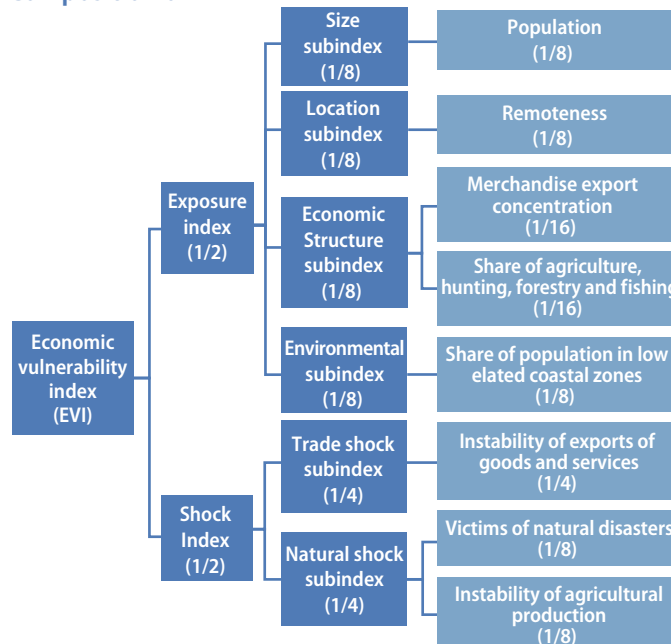 Size
subindex
(1/8)
Population
(1/8)
Location
subindex
(1/8)
Remoteness
(1/8)
Exposure
index
(1/2)
Economic
Structure
subindex
(1/8)
Merchandise export
concentration
(1/16)
Share of agriculture,
hunting, forestry and fishing
(1/16)
Economic
vulnerability
index
(EVI)
Environmental
subindex
(1/8)
Share of population in low
elated coastal zones
(1/8)
Shock
Index
(1/2)
Trade shock
subindex
(1/4)
Instability of exports of
goods and services
(1/4)
Natural shock
subindex
(1/4)
Victims of natural disasters
(1/8)
Instability of agricultural
production
(1/8)